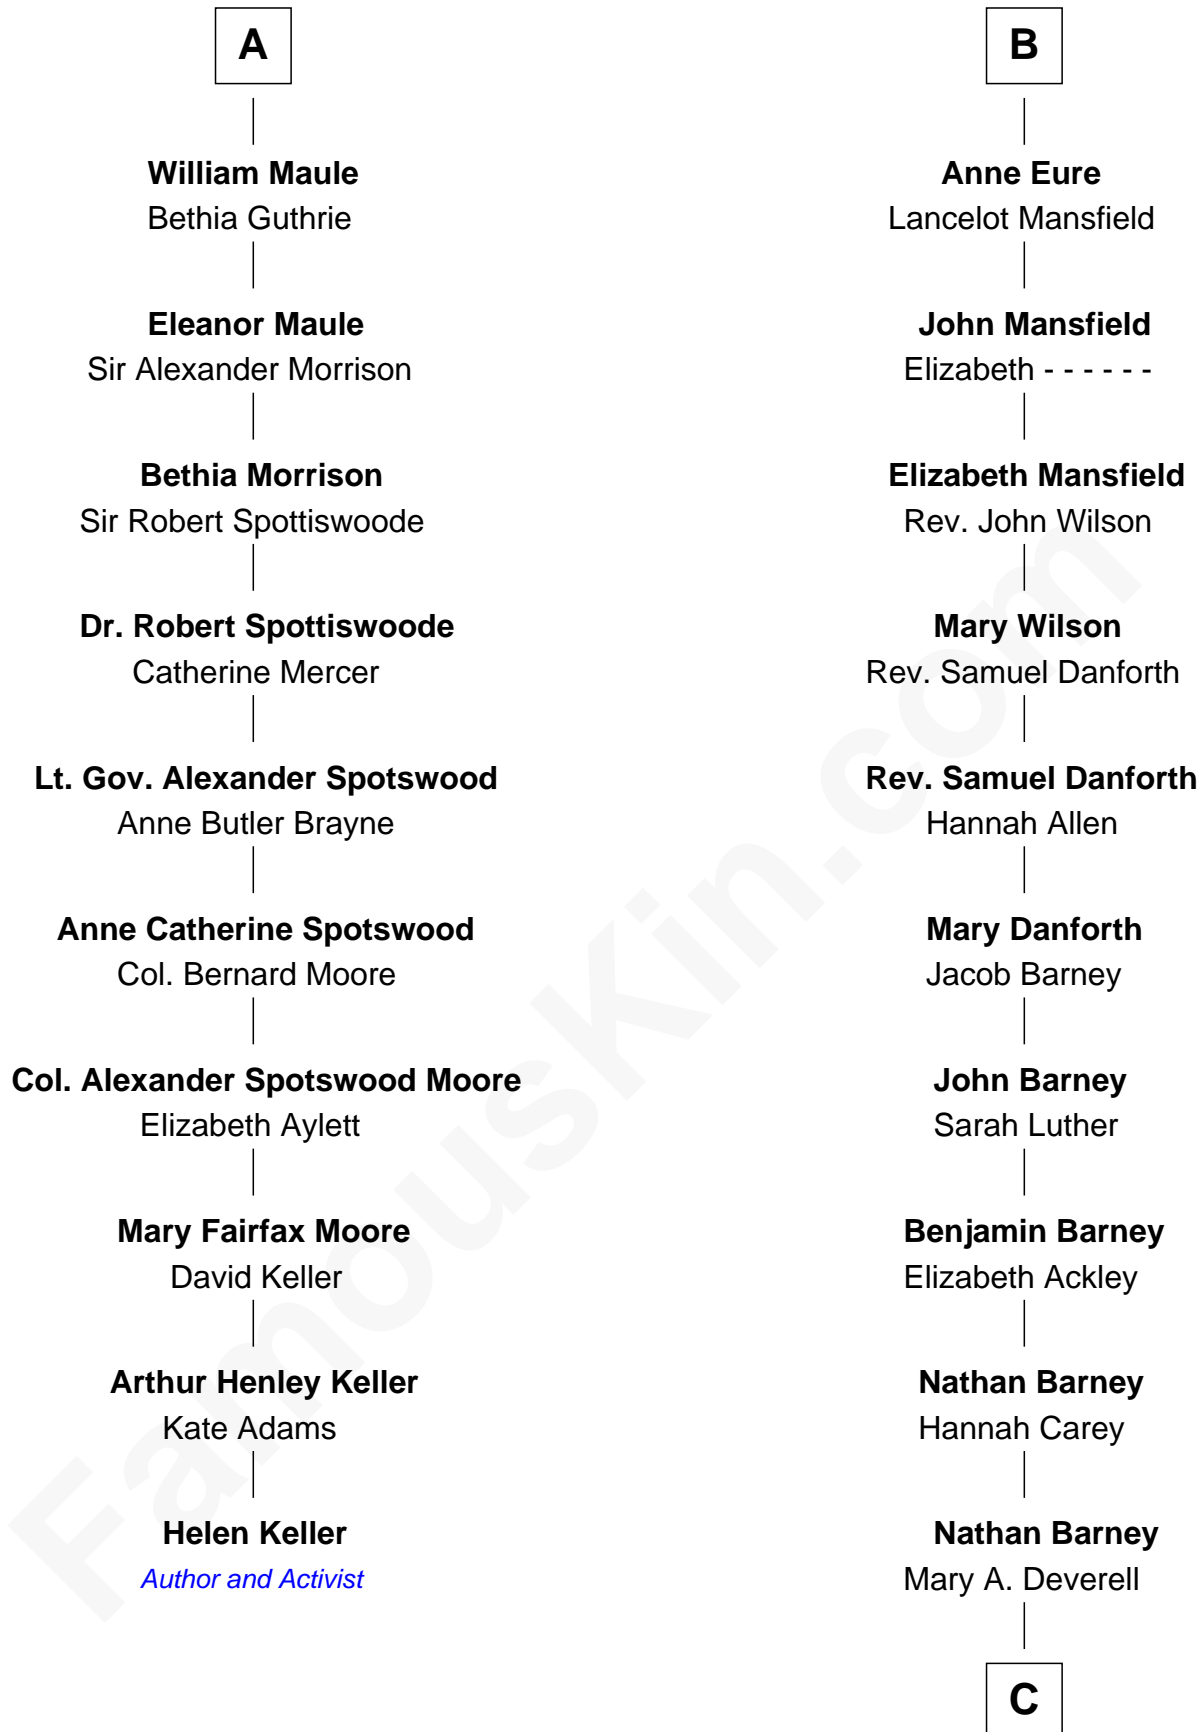 A
William Maule
Bethia Guthrie
Eleanor Maule
Sir Alexander Morrison
Bethia Morrison
Sir Robert Spottiswoode
Dr. Robert Spottiswoode
Catherine Mercer
Lt. Gov. Alexander Spotswood
Anne Butler Brayne
Anne Catherine Spotswood
Col. Bernard Moore
Col. Alexander Spotswood Moore
Elizabeth Aylett
Mary Fairfax Moore
David Keller
Arthur Henley Keller
Kate Adams
Helen Keller
Author and Activist
B
Anne Eure
Lancelot Mansfield
John Mansfield
Elizabeth - - - - - -
Elizabeth Mansfield
Rev. John Wilson
Mary Wilson
Rev. Samuel Danforth
Rev. Samuel Danforth
Hannah Allen
Mary Danforth
Jacob Barney
John Barney
Sarah Luther
Benjamin Barney
Elizabeth Ackley
Nathan Barney
Hannah Carey
Nathan Barney
Mary A. Deverell
C
FamousKin.com